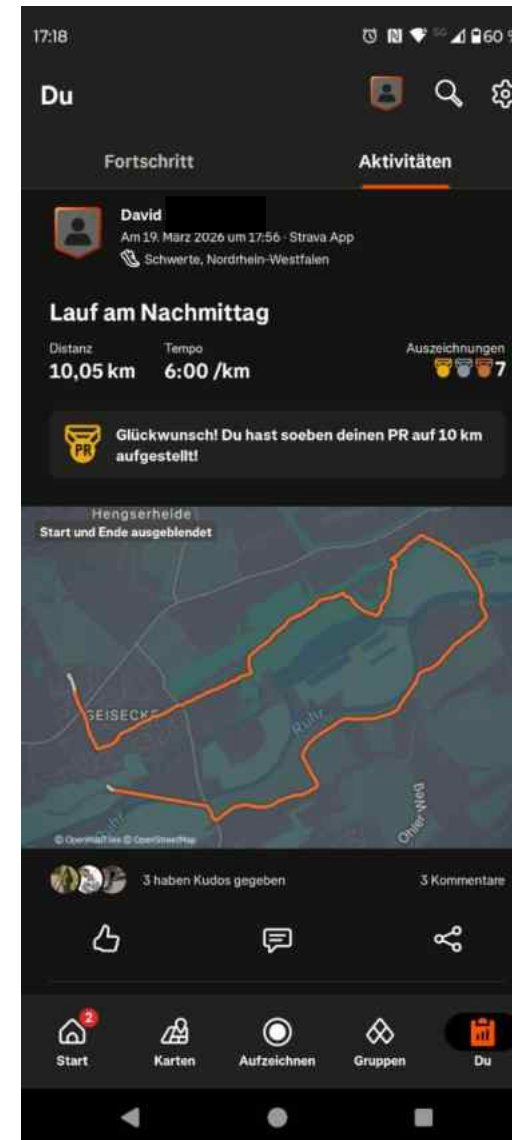 17:18
5G
60 %
Du
Fortschritt
Aktivitäten
David
Am 19. März 2026 um 17:56 · Strava App
Schwerte, Nordrhein-Westfalen
Lauf am Nachmittag
Distanz
Tempo
Auszeichnungen
10,05 km
6:00 /km
7
PR
Glückwunsch! Du hast soeben deinen PR auf 10 km
aufgestellt!
Hengserheide
Start und Ende ausgeblendet
GEISECKE
Ruhr
Ruhr
Ohler Weg
© OpenMapTiles © OpenStreetMap
3 haben Kudos gegeben
3 Kommentare
2
Start
Karten
Aufzeichnen
Gruppen
Du